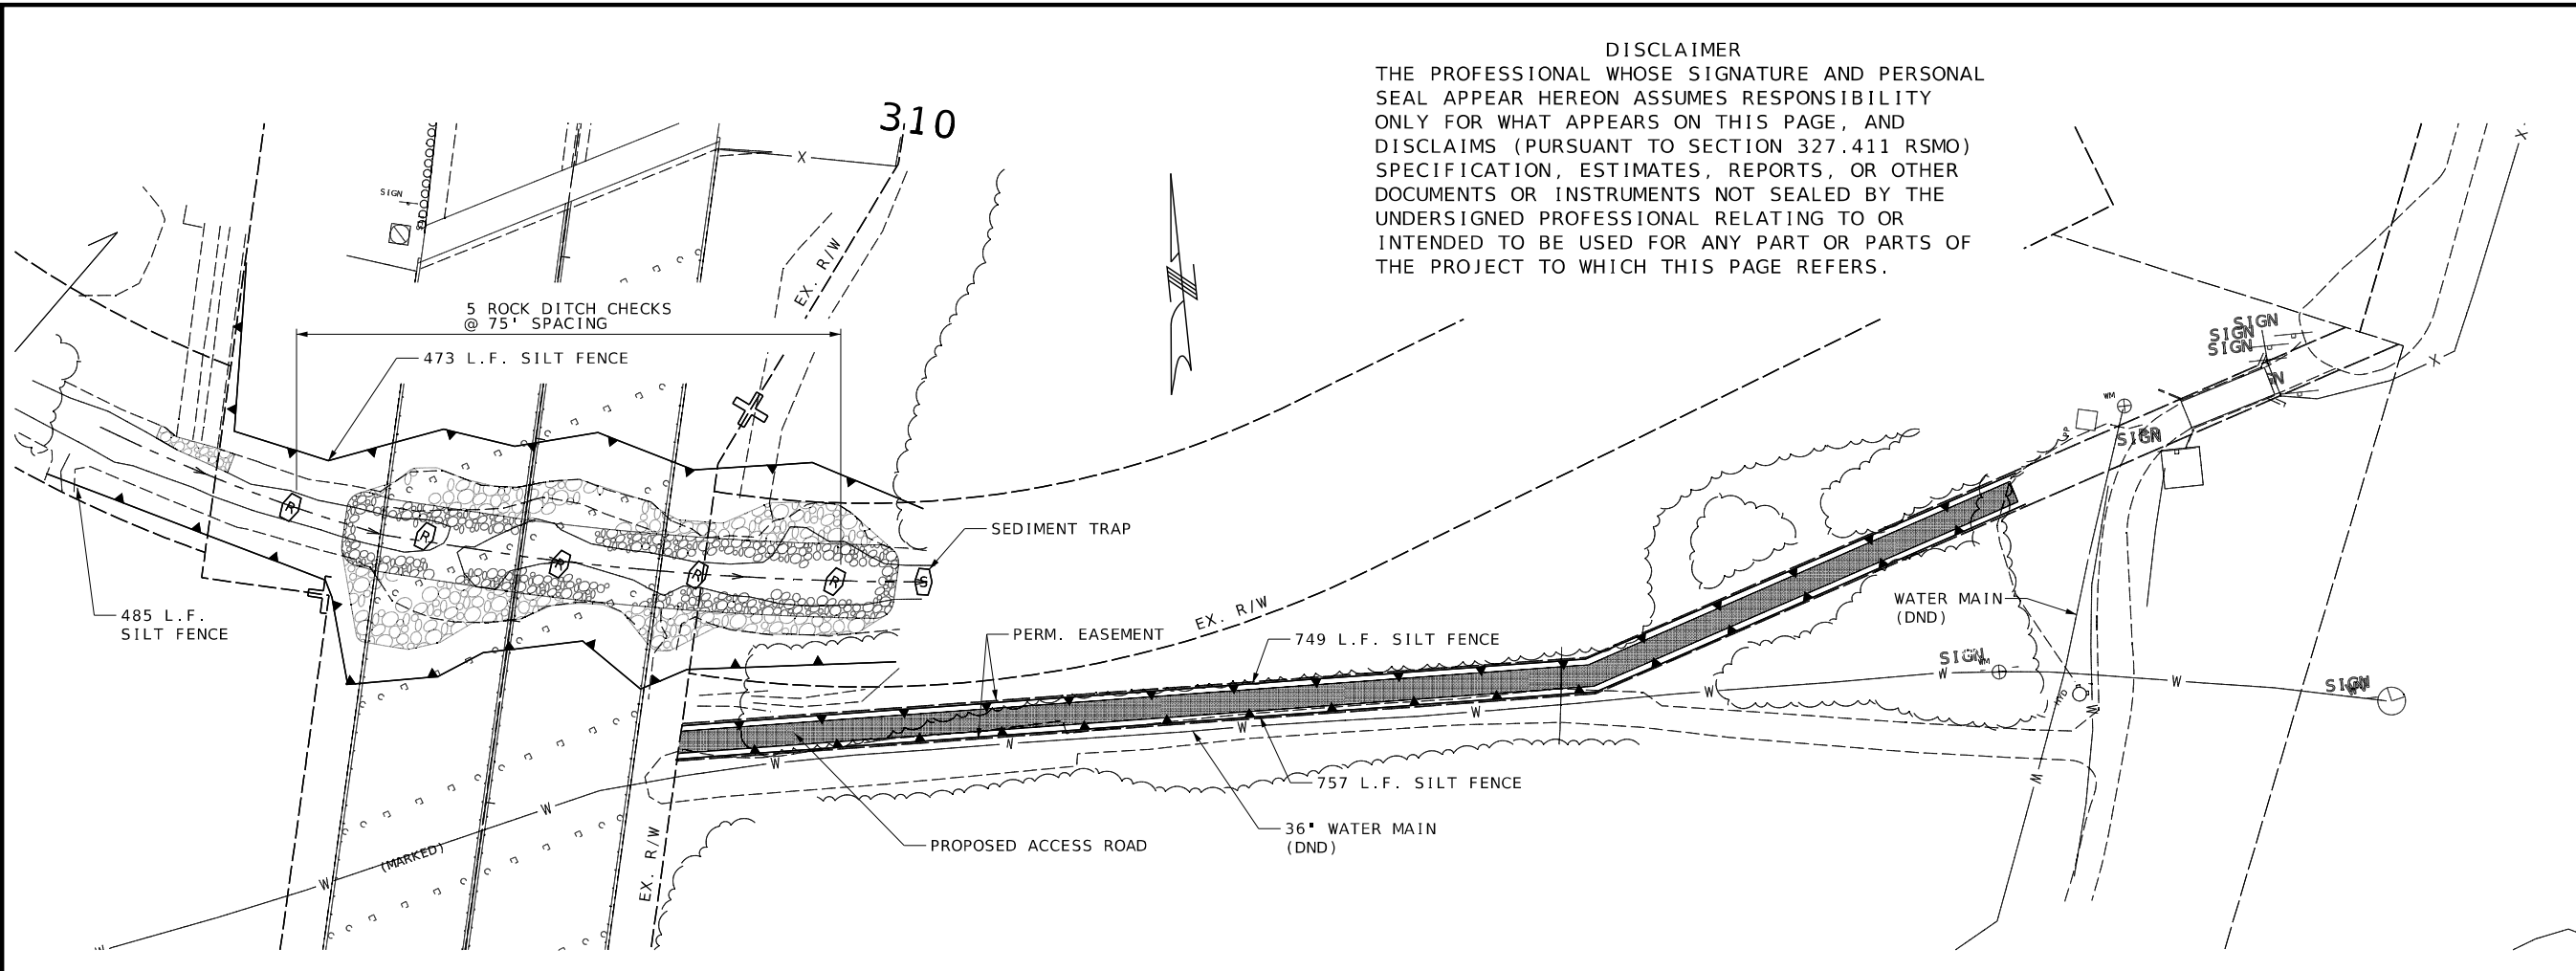 DISCLAIMER
THE PROFESSIONAL WHOSE SIGNATURE AND PERSONAL
SEAL APPEAR HEREON ASSUMES RESPONSIBILITY
ONLY FOR WHAT APPEARS ON THIS PAGE, AND
DISCLAIMS (PURSUANT TO SECTION 327.411 RSMO)
SPECIFICATION, ESTIMATES, REPORTS, OR OTHER
DOCUMENTS OR INSTRUMENTS NOT SEALED BY THE
UNDERSIGNED PROFESSIONAL RELATING TO OR
INTENDED TO BE USED FOR ANY PART OR PARTS OF
THE PROJECT TO WHICH THIS PAGE REFERS.
310
X
SIGN
EX. R/W
5 ROCK DITCH CHECKS
@ 75' SPACING
473 L.F. SILT FENCE
R
R
R
R
R
S
SEDIMENT TRAP
485 L.F.
SILT FENCE
PERM. EASEMENT
EX. R/W
749 L.F. SILT FENCE
757 L.F. SILT FENCE
36" WATER MAIN
(DND)
PROPOSED ACCESS ROAD
EX. R/W
(MARKED)
W
W
W
W
W
W
W
W
W
W
W
W
W
WATER MAIN
(DND)
SIGN
SIGN
SIGN
WM
SIGN
SIGN
WM
SIGN
X
X
N